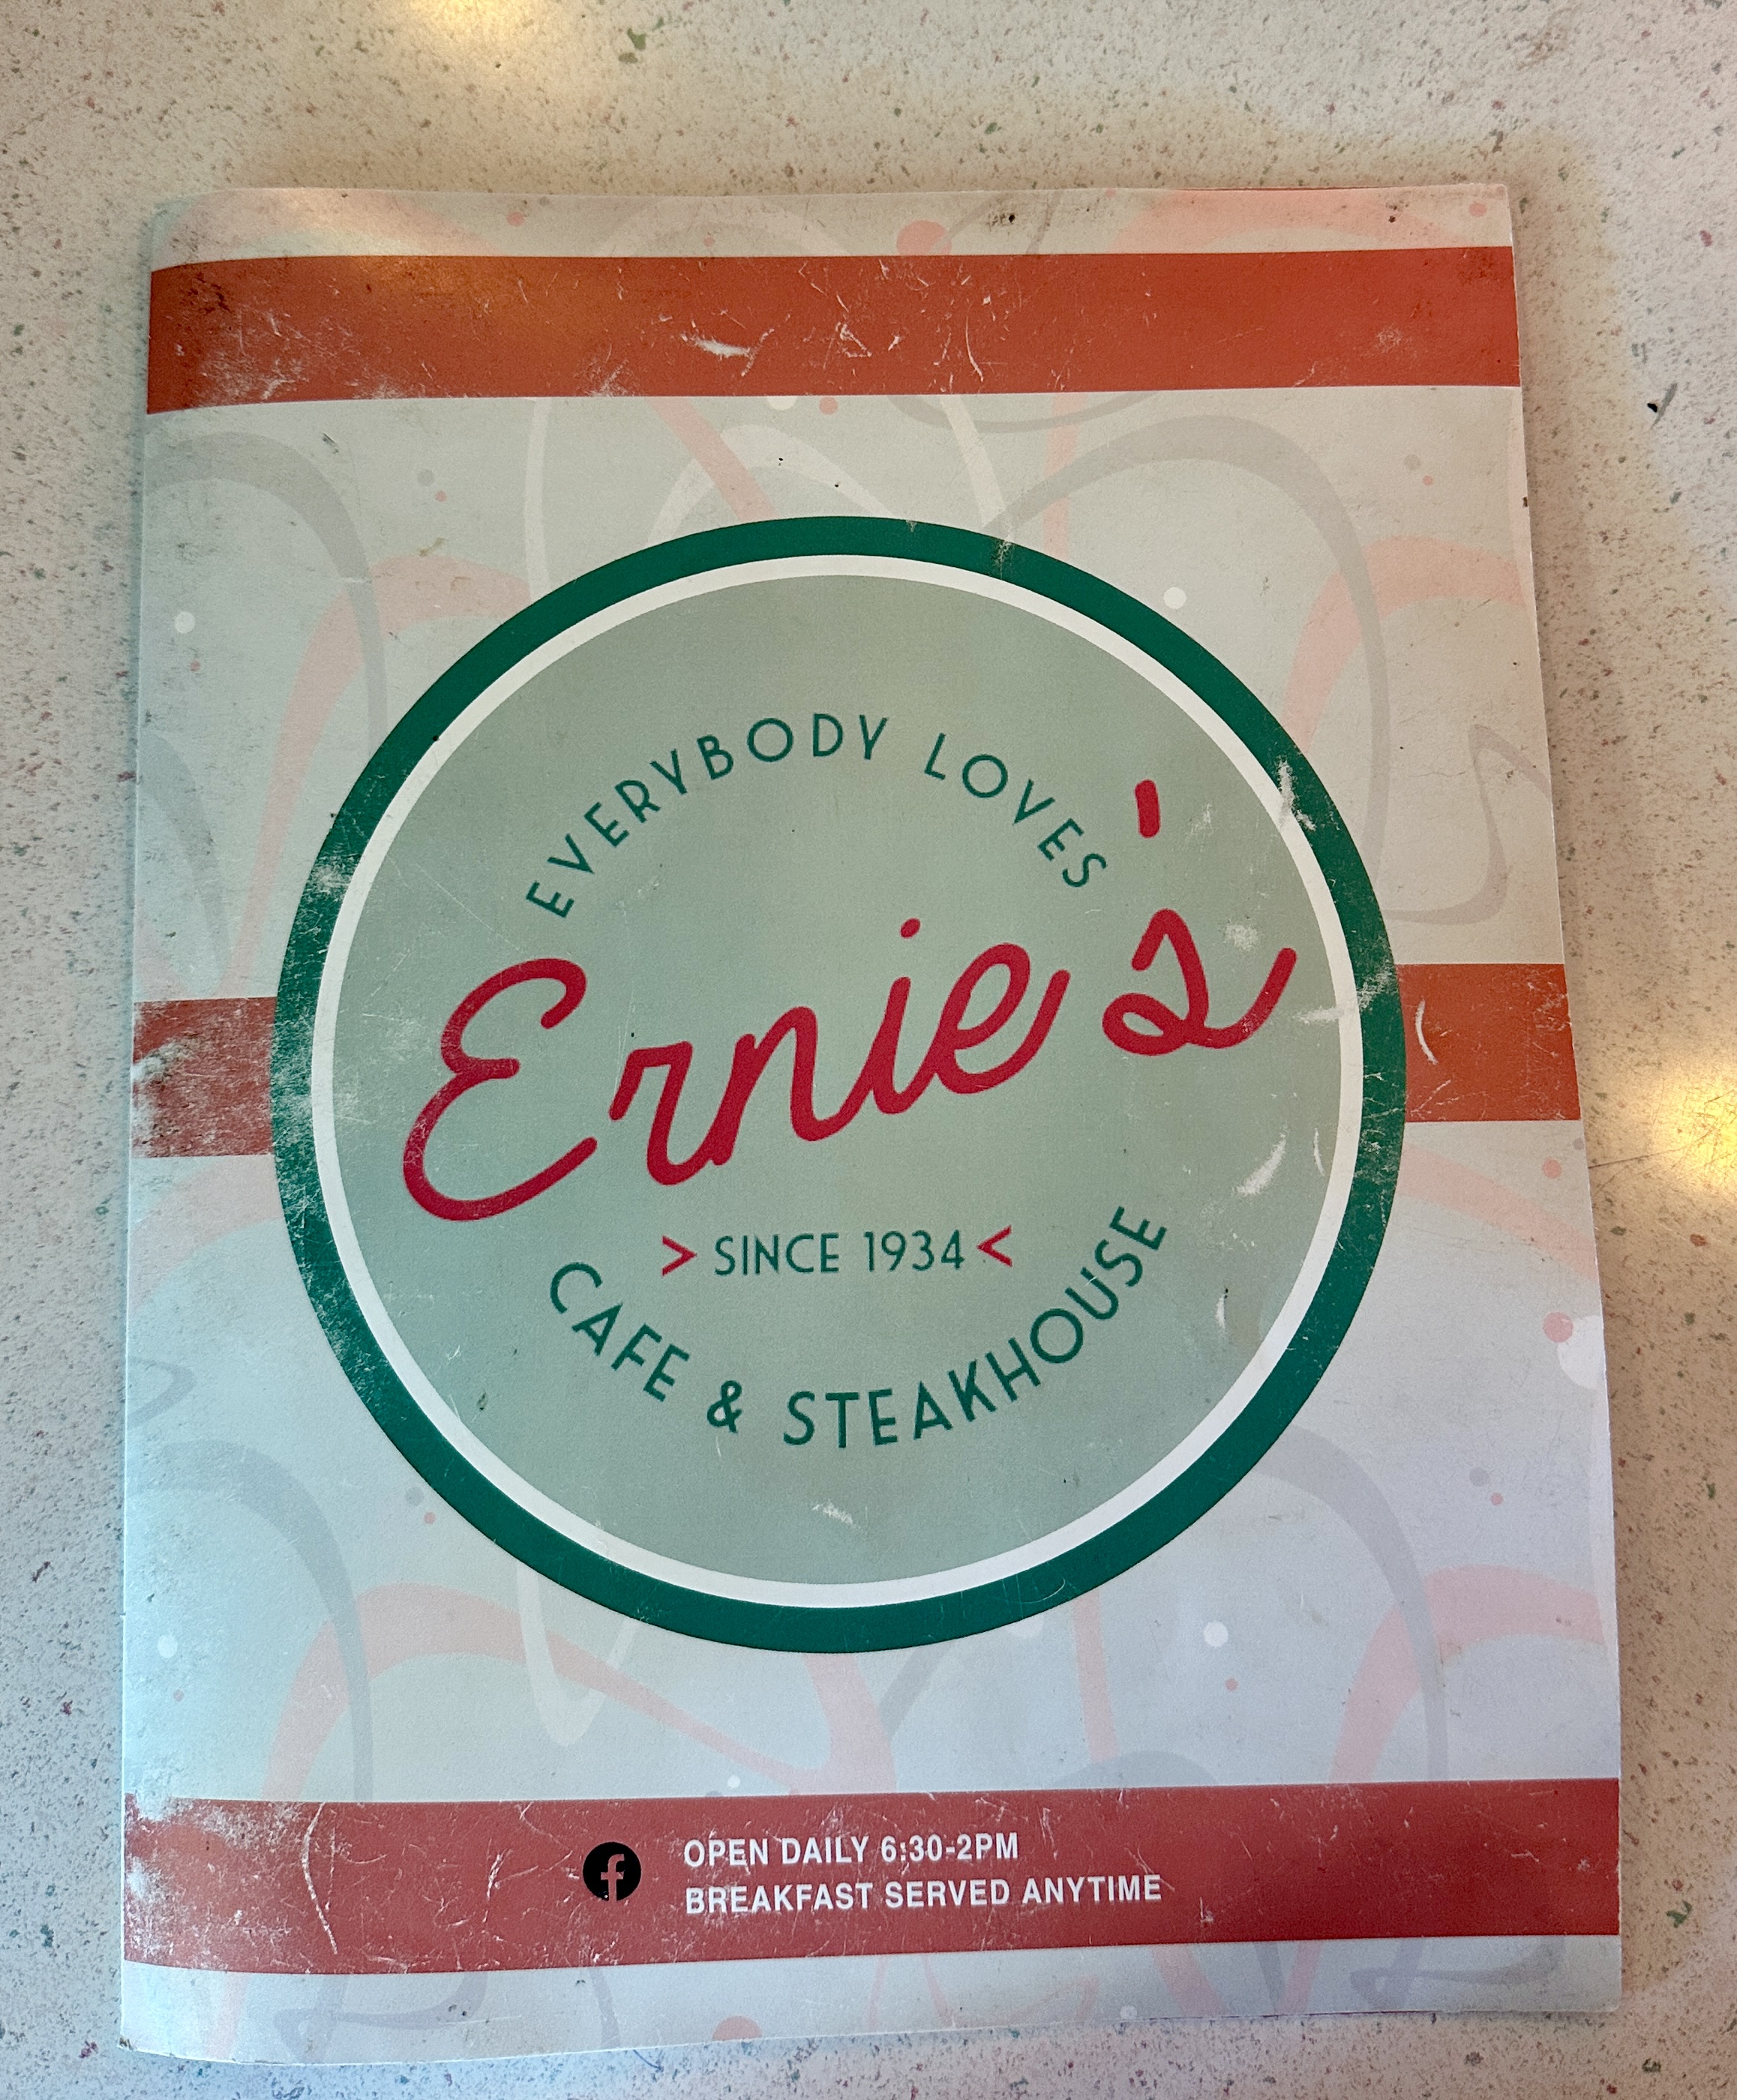 EVERYBODY LOVES
Ernie's
> SINCE 1934 <
CAFE & STEAKHOUSE
OPEN DAILY 6:30-2PM
BREAKFAST SERVED ANYTIME